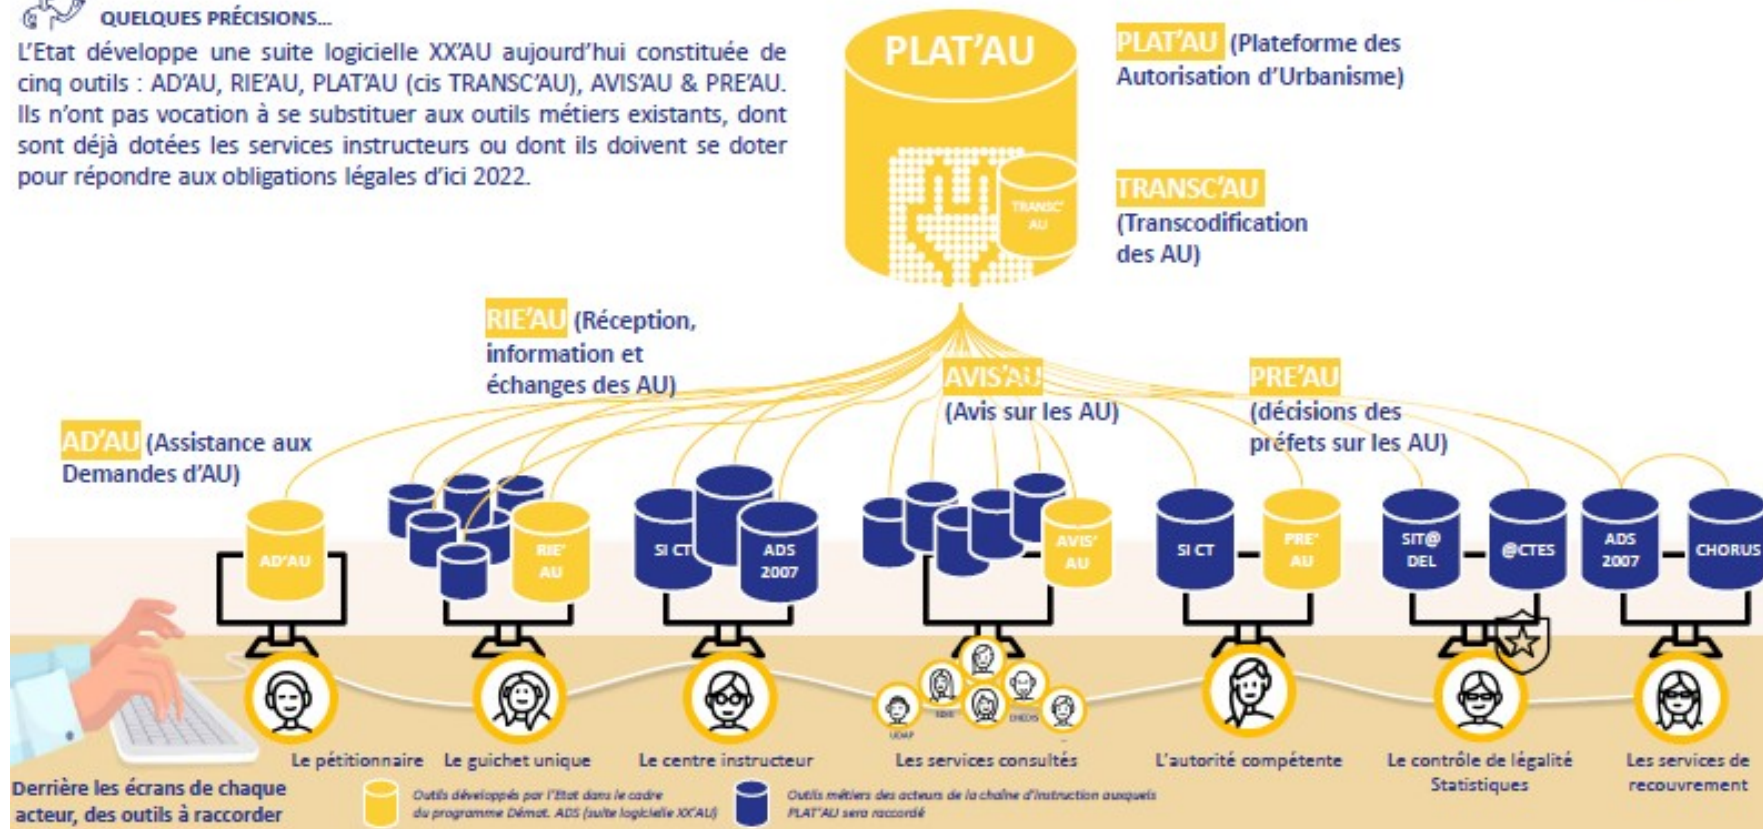 QUELQUES PRÉCISIONS...
L'Etat développe une suite logicielle XX'AU aujourd'hui constituée de
cinq outils : AD'AU, RIE'AU, PLAT'AU (cis TRANSC'AU), AVIS'AU & PRE'AU.
Ils n'ont pas vocation à se substituer aux outils métiers existants, dont
sont déjà dotées les services instructeurs ou dont ils doivent se doter
pour répondre aux obligations légales d'ici 2022.
PLAT'AU
PLAT'AU (Plateforme des
Autorisation d'Urbanisme)
TRANSC'
AU
TRANSC'AU
(Transcodification
des AU)
RIE'AU (Réception,
information et
échanges des AU)
AVIS'AU
(Avis sur les AU)
PRE'AU
(décisions des
préfets sur les AU)
AD'AU (Assistance aux
Demandes d'AU)
AD'AU
RIE'
AU
SI CT
ADS
2007
AVIS'
AU
SI CT
PRE'
AU
SIT@
DEL
@CTES
ADS
2007
CHORUS
UDAP
ENEDIS
Le pétitionnaire
Le guichet unique
Le centre instructeur
Les services consultés
L'autorité compétente
Le contrôle de légalité
Statistiques
Les services de
recouvrement
Derrière les écrans de chaque
acteur, des outils à raccorder
Outils développés par l'Etat dans le cadre
du programme Démat. ADS (suite logicielle XX'AU)
Outils métiers des acteurs de la chaîne d'instruction auxquels
PLAT'AU sera raccordé